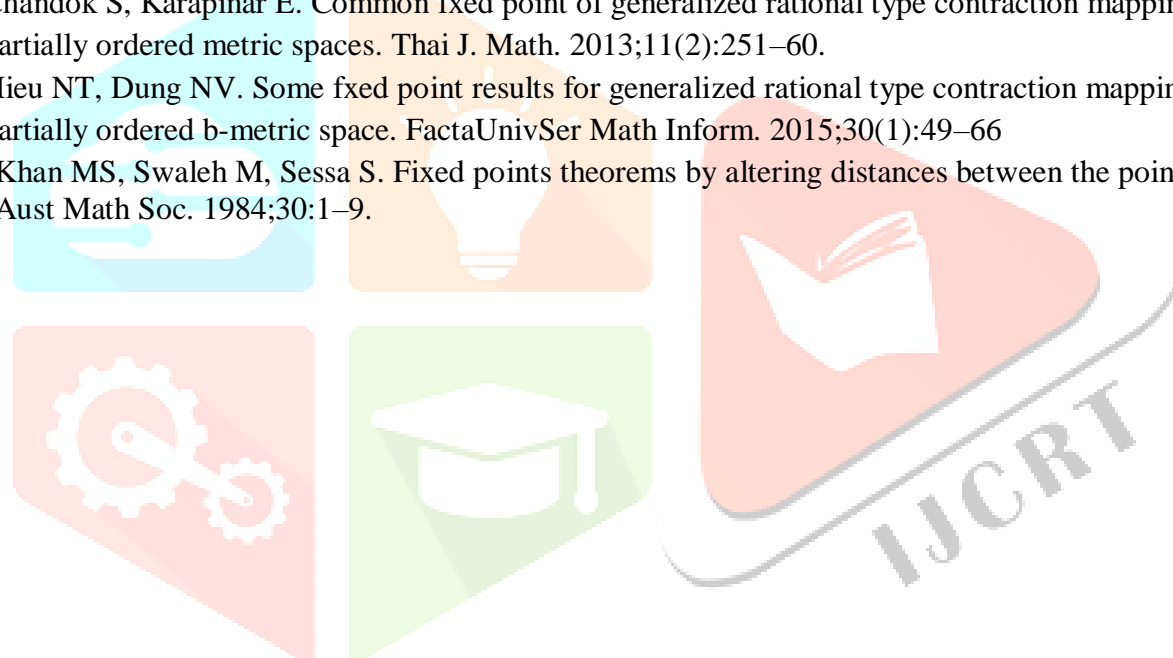 handok S, Karapinar E. Common fxed point of generalized rational type contraction mappin
artially ordered metric spaces. Thai J. Math. 2013;11(2):251–60.
ieu NT, Dung NV. Some fxed point results for generalized rational type contraction mappin
artially ordered b-metric space. FactaUnivSer Math Inform. 2015;30(1):49–66
Khan MS, Swaleh M, Sessa S. Fixed points theorems by altering distances between the poin
Aust Math Soc. 1984;30:1–9.
IJCRT